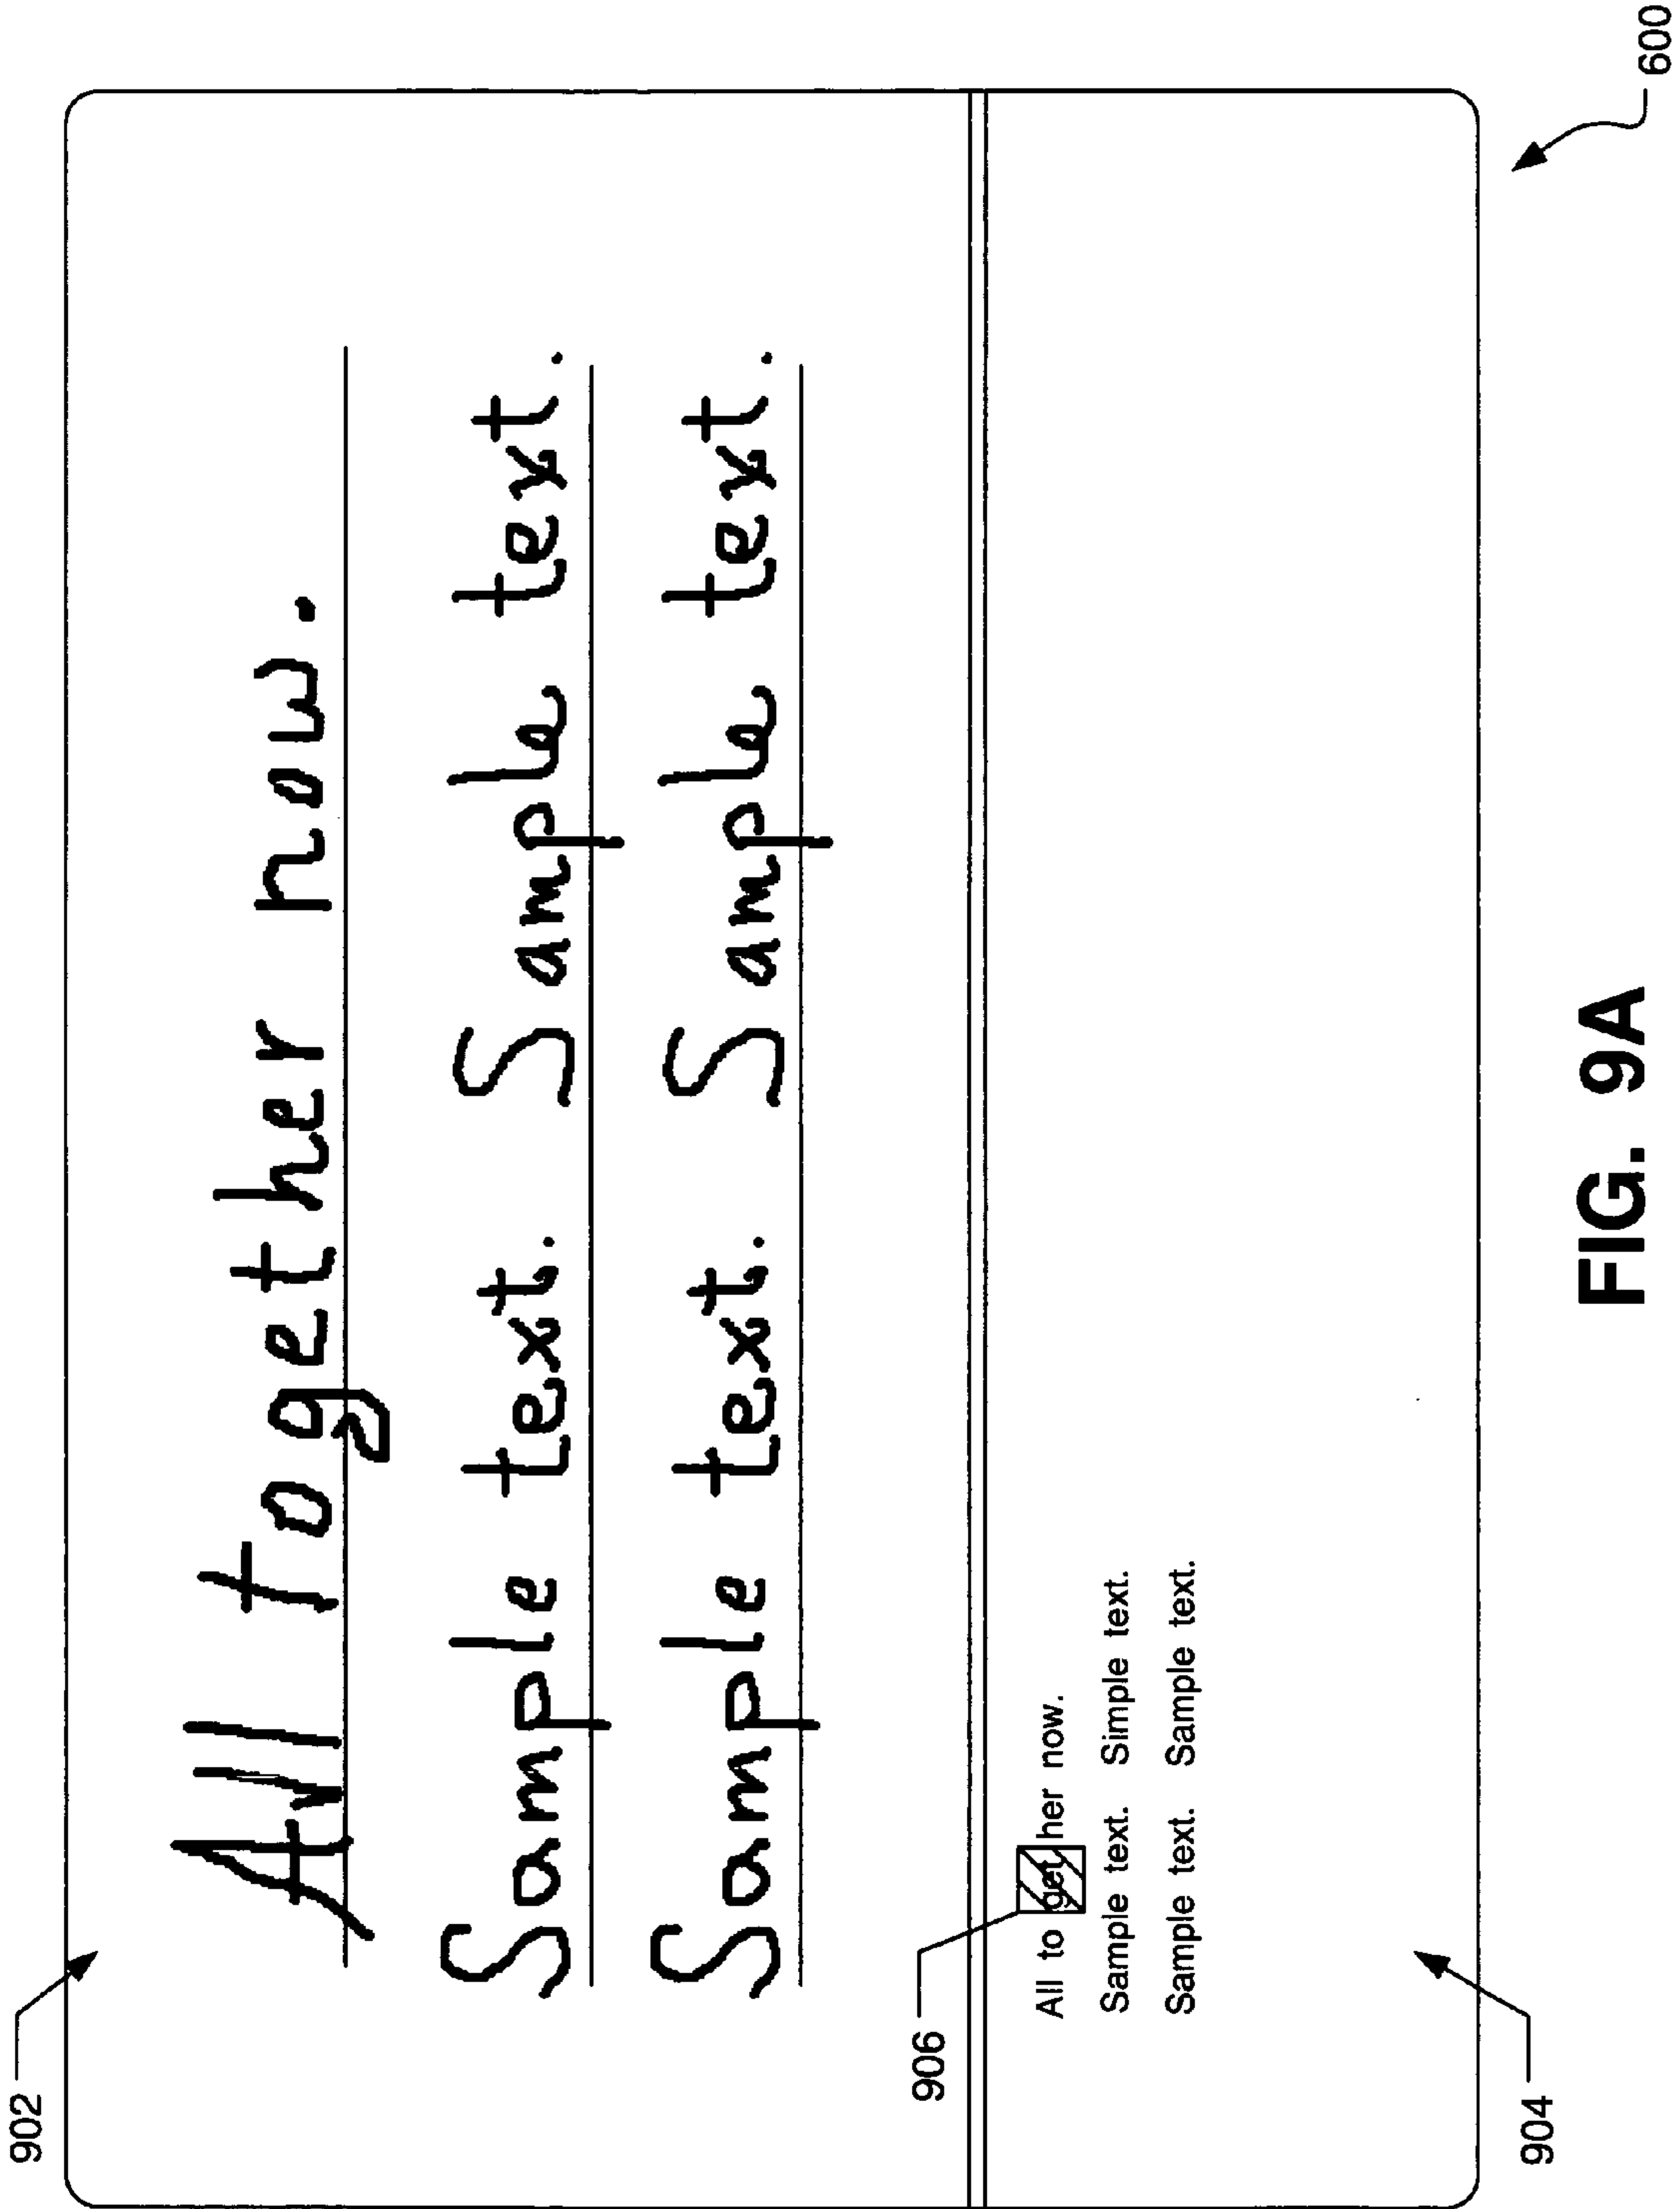 902
All together now.
Sample text. Sample text.
Sample text. Sample text.
906
All to get her now.
Sample text. Simple text.
Sample text. Sample text.
904
600
FIG. 9A